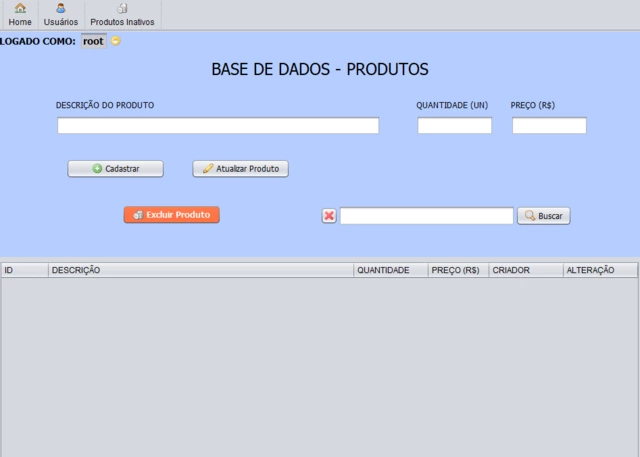 Home Usuários Produtos Inativos
LOGADO COMO: root
BASE DE DADOS - PRODUTOS
DESCRIÇÃO DO PRODUTO QUANTIDADE (UN) PREÇO (R$)
Cadastrar Atualizar Produto
Excluir Produto Buscar
ID DESCRIÇÃO QUANTIDADE PREÇO (R$) CRIADOR ALTERAÇÃO